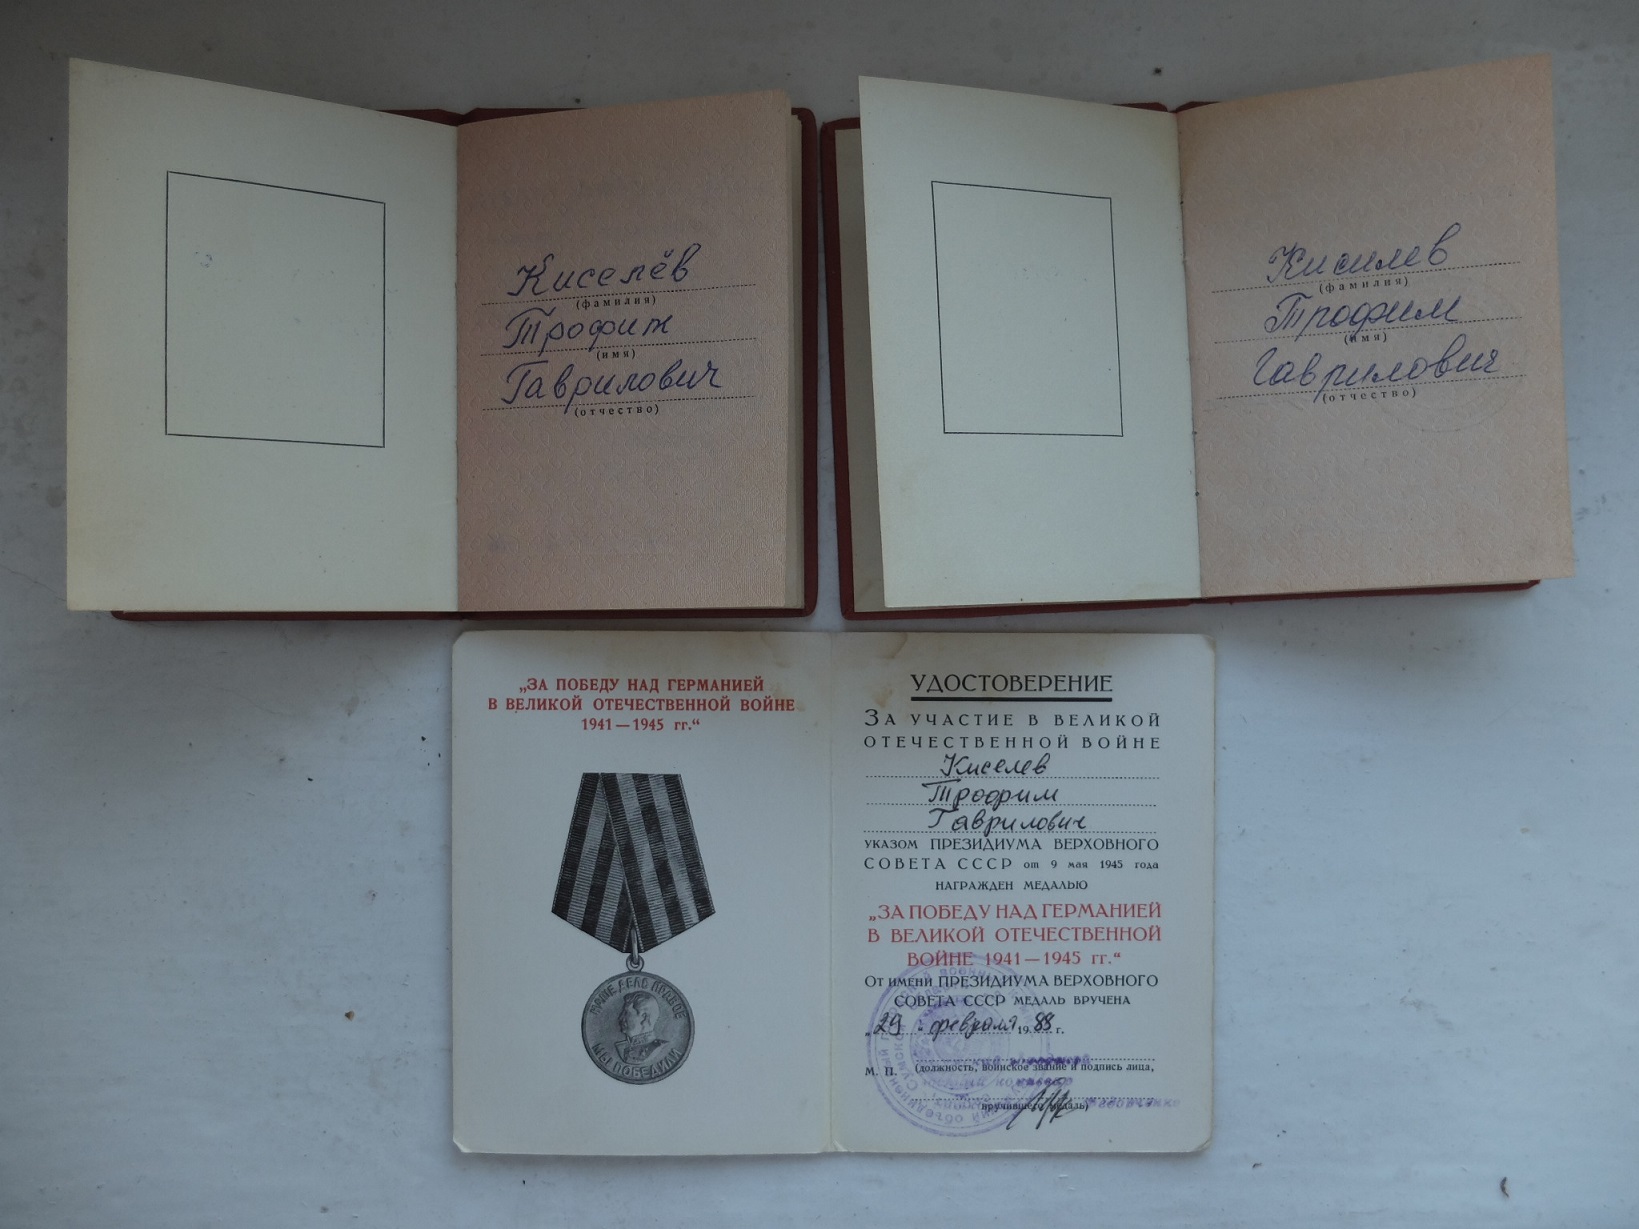 Киселёв
(фамилия)
Трофим
(имя)
Гаврилович
(отчество)
Кисилев
(фамилия)
Трофим
(имя)
Гаврилович
(отчество)
„ЗА ПОБЕДУ НАД ГЕРМАНИЕЙ
В ВЕЛИКОЙ ОТЕЧЕСТВЕННОЙ ВОЙНЕ
1941—1945 гг.“
НАШЕ ДЕЛО ПРАВОЕ
МЫ ПОБЕДИЛИ
УДОСТОВЕРЕНИЕ
ЗА УЧАСТИЕ В ВЕЛИКОЙ
ОТЕЧЕСТВЕННОЙ ВОЙНЕ
Киселев
Трофим
Гаврилович
УКАЗОМ ПРЕЗИДИУМА ВЕРХОВНОГО
СОВЕТА СССР от 9 мая 1945 года
НАГРАЖДЕН МЕДАЛЬЮ
„ЗА ПОБЕДУ НАД ГЕРМАНИЕЙ
В ВЕЛИКОЙ ОТЕЧЕСТВЕННОЙ
ВОЙНЕ 1941—1945 гг.“
ОТ ИМЕНИ ПРЕЗИДИУМА ВЕРХОВНОГО
СОВЕТА СССР МЕДАЛЬ ВРУЧЕНА
„29 “ февраля 1988 г.
М. П. (должность, воинское звание и подпись лица,
вручившего медаль)